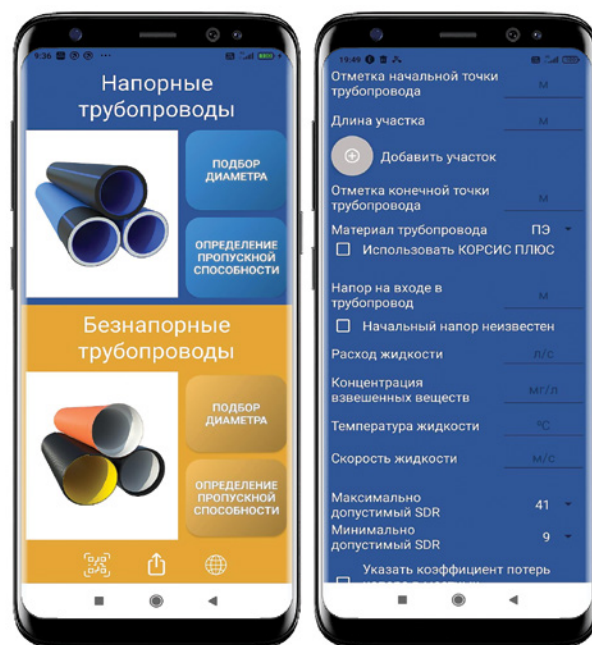 9:36
Напорные
трубопроводы
ПОДБОР
ДИАМЕТРА
ОПРЕДЕЛЕНИЕ
ПРОПУСКНОЙ
СПОСОБНОСТИ
Безнапорные
трубопроводы
ПОДБОР
ДИАМЕТРА
ОПРЕДЕЛЕНИЕ
ПРОПУСКНОЙ
СПОСОБНОСТИ
19:49
Отметка начальной точки
трубопровода м
Длина участка м
Добавить участок
Отметка конечной точки
трубопровода м
Материал трубопровода ПЭ
Использовать КОРСИС ПЛЮС
Напор на входе в
трубопровод м
Начальный напор неизвестен
Расход жидкости л/с
Концентрация
взвешенных веществ мг/л
Температура жидкости °С
Скорость жидкости м/с
Максимально
допустимый SDR 41
Минимально
допустимый SDR 9
Указать коэффициент потерь